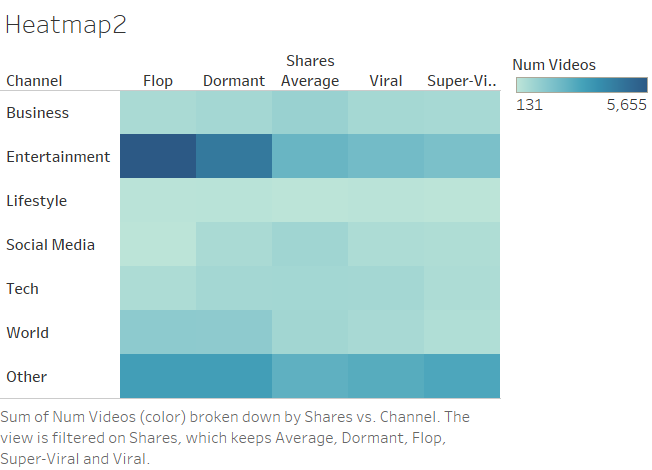 Heatmap2
Shares
Channel Flop Dormant Average Viral Super-Vi..
Business
Entertainment
Lifestyle
Social Media
Tech
World
Other
Num Videos
131 5,655
Sum of Num Videos (color) broken down by Shares vs. Channel. The
view is filtered on Shares, which keeps Average, Dormant, Flop,
Super-Viral and Viral.